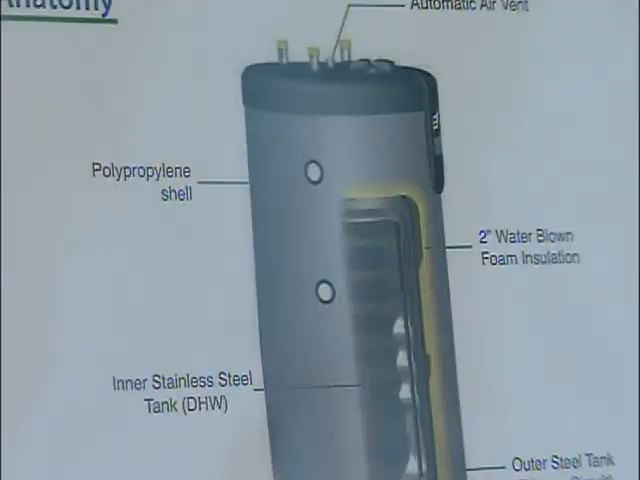 Anatomy
Automatic Air Vent
Polypropylene
shell
2" Water Blown
Foam Insulation
Inner Stainless Steel
Tank (DHW)
Outer Steel Tank